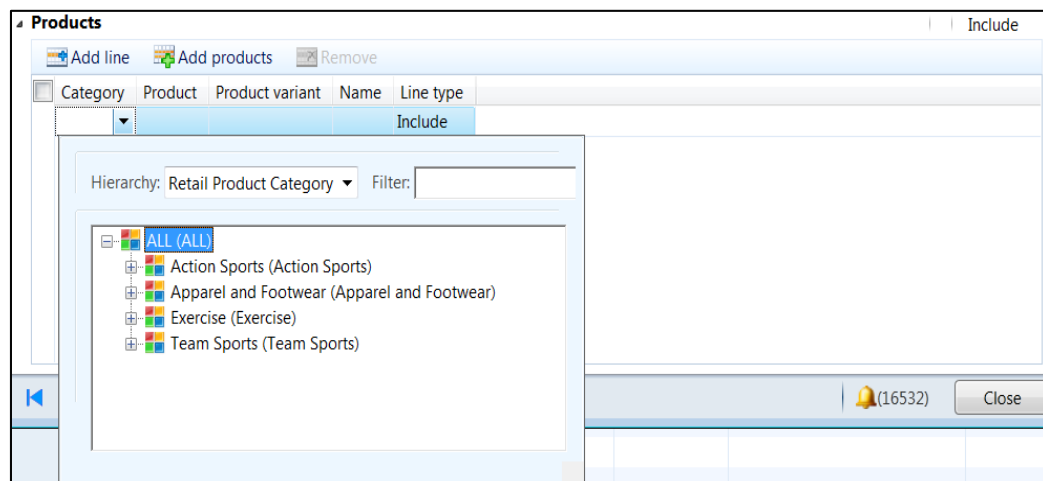 Products Include
Add line Add products Remove
Category Product Product variant Name Line type
Include
Hierarchy: Retail Product Category Filter:
ALL (ALL)
Action Sports (Action Sports)
Apparel and Footwear (Apparel and Footwear)
Exercise (Exercise)
Team Sports (Team Sports)
(16532) Close